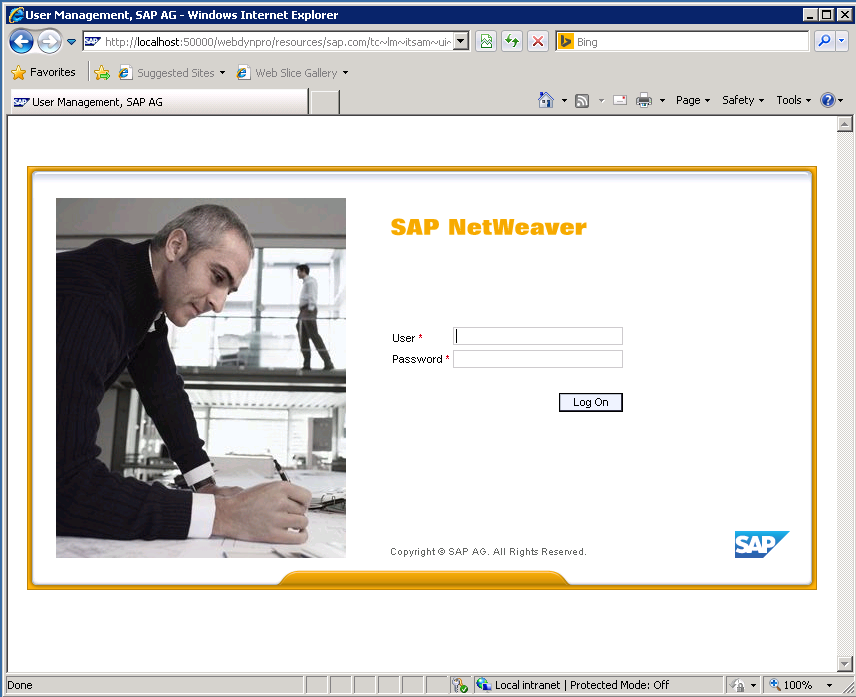 User Management, SAP AG - Windows Internet Explorer
SAP http://localhost:50000/webdynpro/resources/sap.com/tc~lm~itsam~ui~
Bing
Favorites Suggested Sites Web Slice Gallery
SAP User Management, SAP AG
Page Safety Tools
SAP NetWeaver
User *
Password *
Log On
Copyright © SAP AG. All Rights Reserved.
SAP
Done
Local intranet | Protected Mode: Off
100%